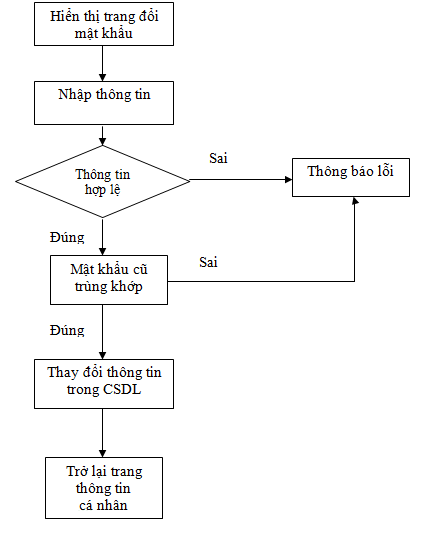 Hiển thị trang đổi
mật khẩu
Nhập thông tin
Thông tin
hợp lệ
Sai
Thông báo lỗi
Đúng
Mật khẩu cũ
trùng khớp
Sai
Đúng
Thay đổi thông tin
trong CSDL
Trở lại trang
thông tin
cá nhân